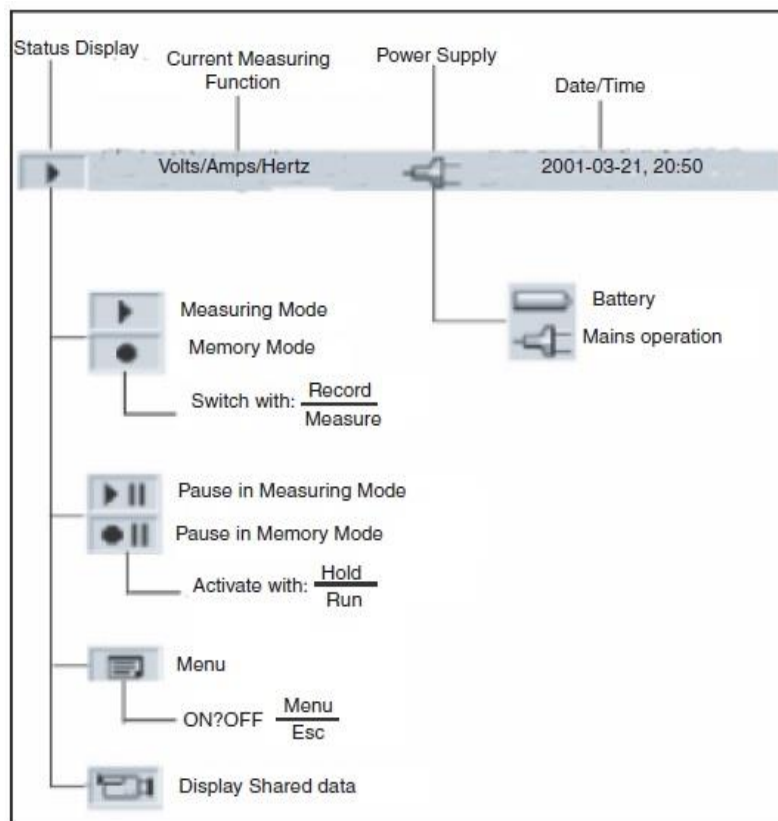 Status Display
Current Measuring
Function
Power Supply
Date/Time
Volts/Amps/Hertz
2001-03-21, 20:50
Measuring Mode
Memory Mode
Switch with: Record
Measure
Battery
Mains operation
Pause in Measuring Mode
Pause in Memory Mode
Activate with: Hold
Run
Menu
ON?OFF Menu
Esc
Display Shared data